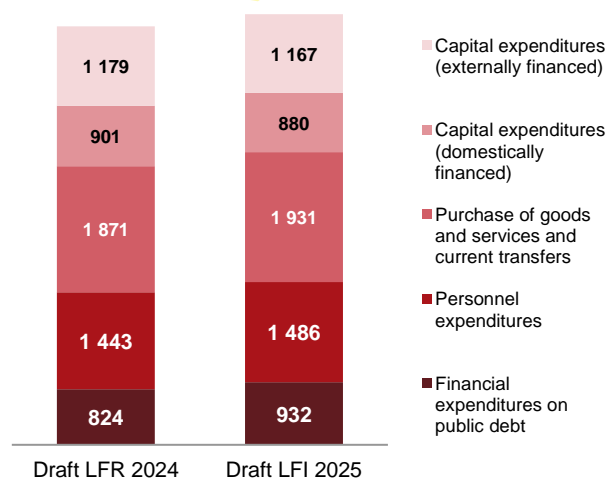 1 179
901
1 871
1 443
824
Draft LFR 2024
1 167
880
1 931
1 486
932
Draft LFI 2025
Capital expenditures
(externally financed)
Capital expenditures
(domestically
financed)
Purchase of goods
and services and
current transfers
Personnel
expenditures
Financial
expenditures on
public debt